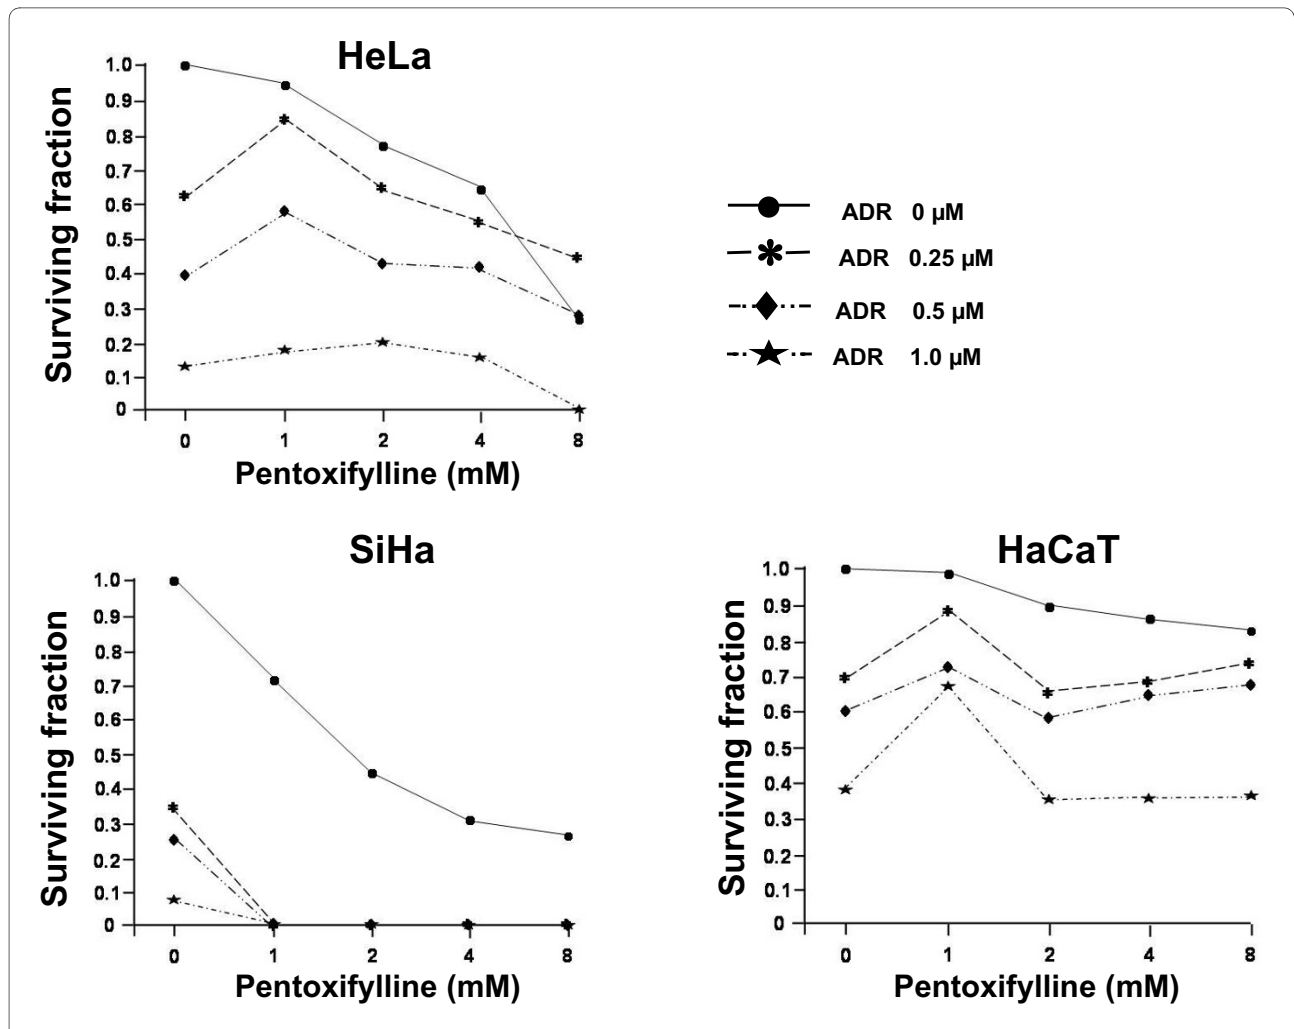 HeLa
Surviving fraction
1.0
0.9
0.8
0.7
0.6
0.5
0.4
0.3
0.2
0.1
0
0 1 2 4 8
Pentoxifylline (mM)
ADR 0 µM
ADR 0.25 µM
ADR 0.5 µM
ADR 1.0 µM
SiHa
Surviving fraction
1.0
0.9
0.8
0.7
0.6
0.5
0.4
0.3
0.2
0.1
0
0 1 2 4 8
Pentoxifylline (mM)
HaCaT
Surviving fraction
1.0
0.9
0.8
0.7
0.6
0.5
0.4
0.3
0.2
0.1
0
0 1 2 4 8
Pentoxifylline (mM)